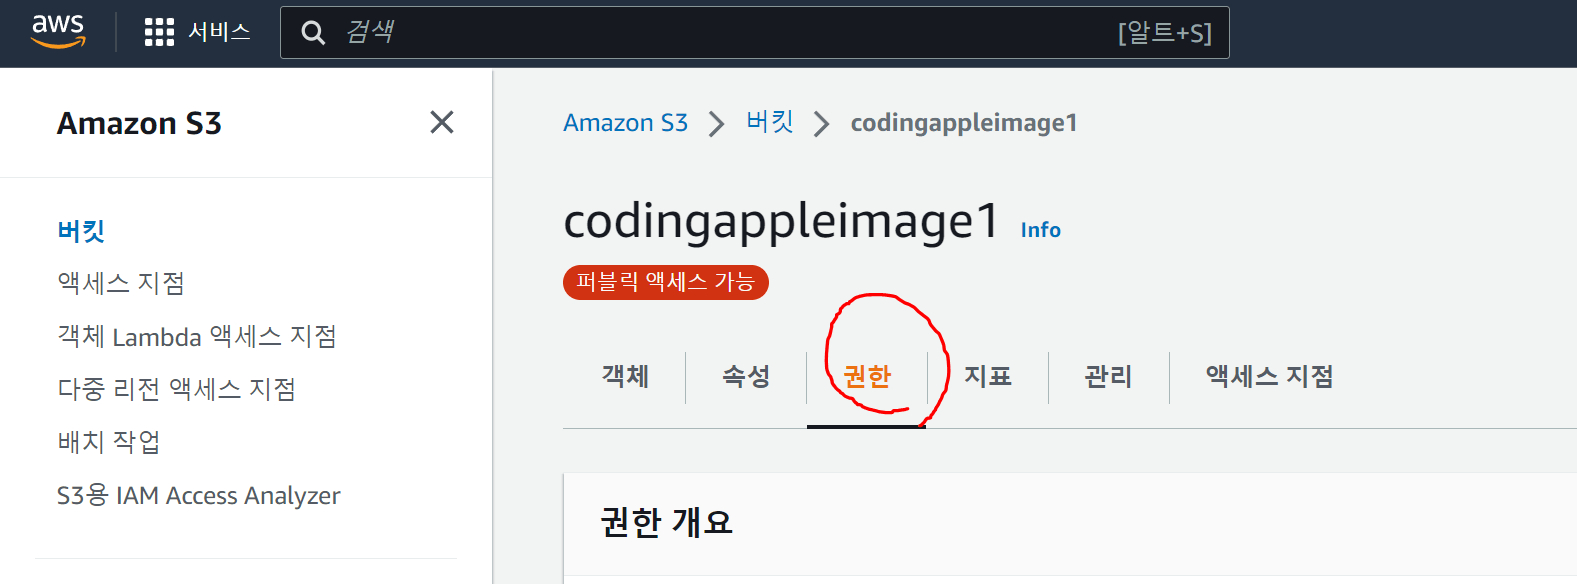 aws 서비스 검색 [알트+S]
Amazon S3
버킷
액세스 지점
객체 Lambda 액세스 지점
다중 리전 액세스 지점
배치 작업
S3용 IAM Access Analyzer
Amazon S3 버킷 codingappleimage1
codingappleimage1 Info
퍼블릭 액세스 가능
객체 속성 권한 지표 관리 액세스 지점
권한 개요